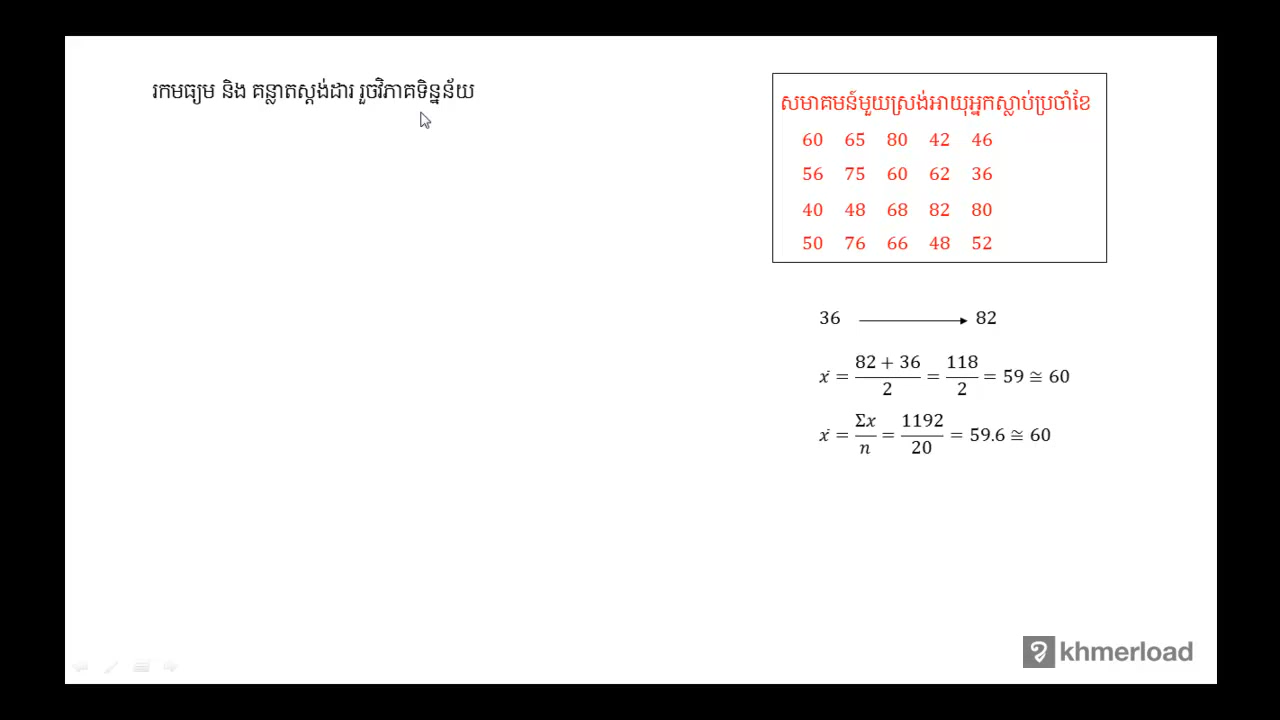 រកមធ្យម និង គន្លាតស្តង់ដារ រួចវិភាគទិន្នន័យ
សមាគមន៍មួយស្រង់អាយុអ្នកស្លាប់ប្រចាំខែ
60 65 80 42 46
56 75 60 62 36
40 48 68 82 80
50 76 66 48 52
36 ⟶ 82
ẋ = (82 + 36)/2 = 118/2 = 59 ≅ 60
ẋ = Σx/n = 1192/20 = 59.6 ≅ 60
khmerload